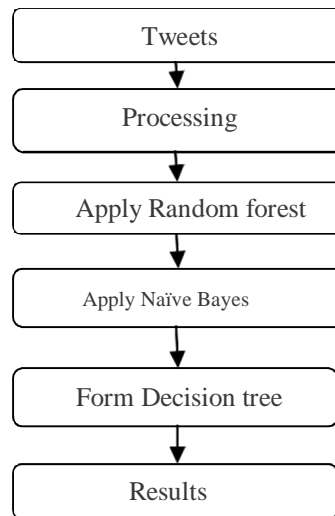 Tweets
Processing
Apply Random forest
Apply Naïve Bayes
Form Decision tree
Results